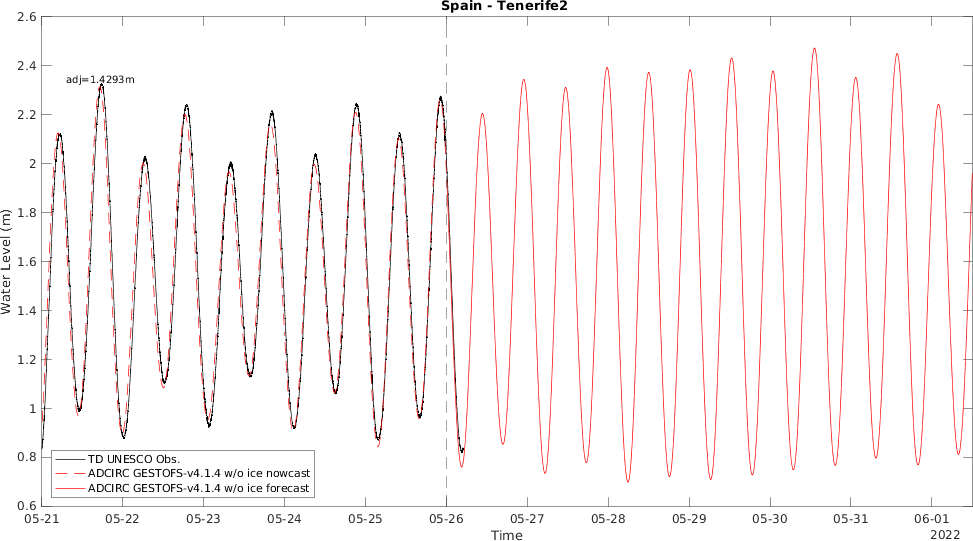 Spain - Tenerife2
adj=1.4293m
2.6
2.4
2.2
2
1.8
1.6
1.4
1.2
1
0.8
0.6
Water Level (m)
TD UNESCO Obs.
ADCIRC GESTOFS-v4.1.4 w/o ice nowcast
ADCIRC GESTOFS-v4.1.4 w/o ice forecast
05-21 05-22 05-23 05-24 05-25 05-26 05-27 05-28 05-29 05-30 05-31 06-01
2022
Time